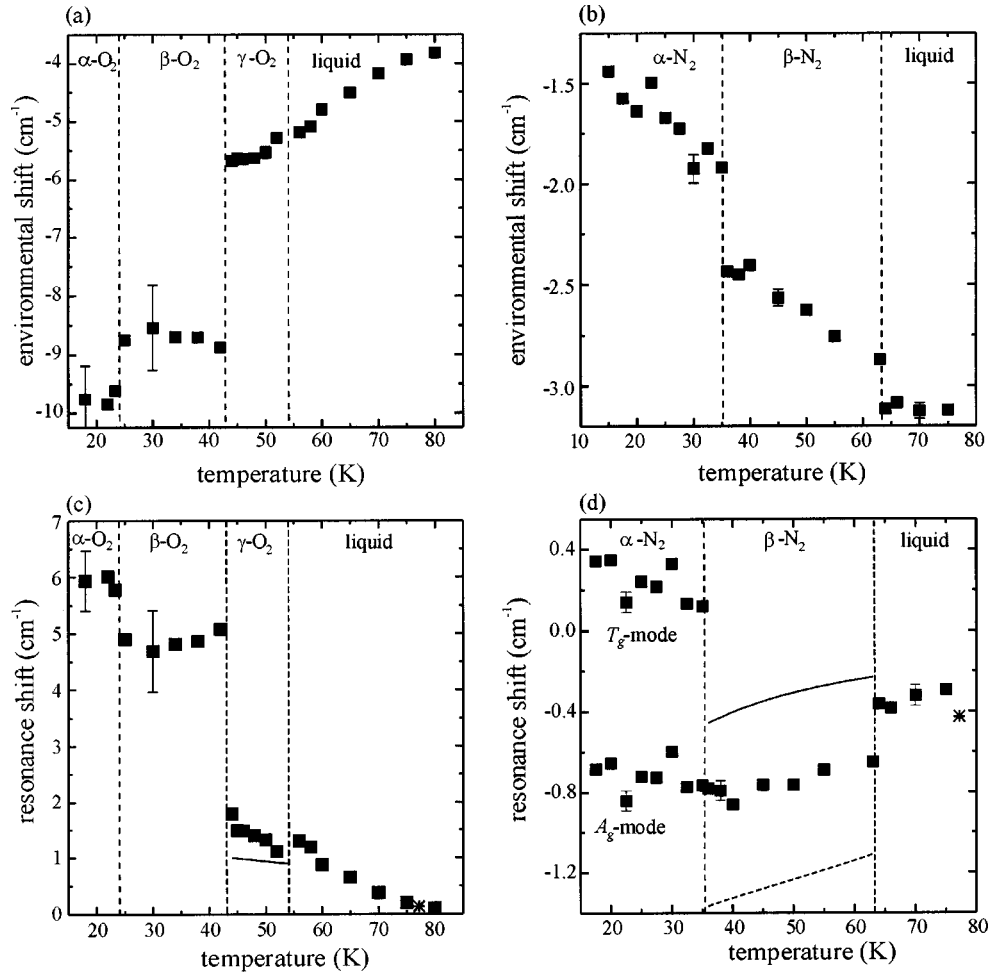 (a)
α-O₂ β-O₂ γ-O₂ liquid
-4
-5
-6
-7
-8
-9
-10
environmental shift (cm⁻¹)
20 30 40 50 60 70 80
temperature (K)
(b)
α-N₂ β-N₂ liquid
-1.5
-2.0
-2.5
-3.0
environmental shift (cm⁻¹)
10 20 30 40 50 60 70 80
temperature (K)
(c)
α-O₂ β-O₂ γ-O₂ liquid
7
6
5
4
3
2
1
0
resonance shift (cm⁻¹)
20 30 40 50 60 70 80
temperature (K)
(d)
α-N₂ β-N₂ liquid
0.4
0.0
-0.4
-0.8
-1.2
T_g-mode
A_g-mode
resonance shift (cm⁻¹)
20 30 40 50 60 70 80
temperature (K)